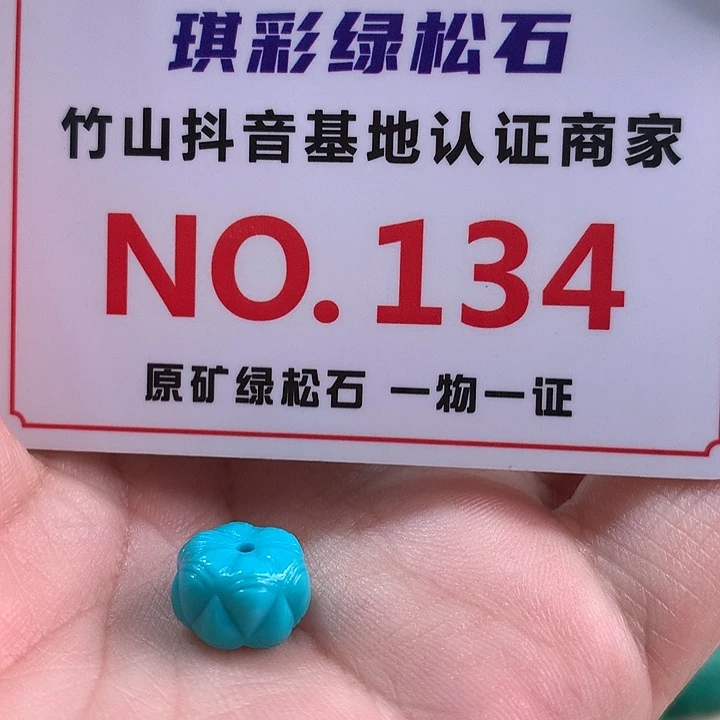 琪彩绿松石
竹山抖音基地认证商家
NO.134
原矿绿松石 一物一证